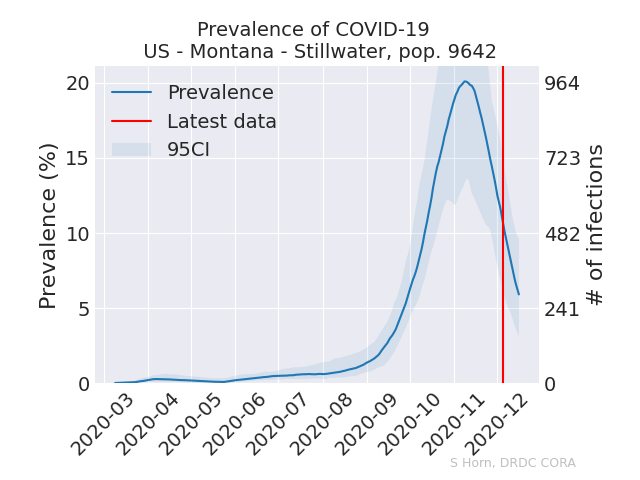 Prevalence of COVID-19
US - Montana - Stillwater, pop. 9642
Prevalence
Latest data
95CI
Prevalence (%)
20
15
10
5
0
964
723
482
241
0
# of infections
2020-03
2020-04
2020-05
2020-06
2020-07
2020-08
2020-09
2020-10
2020-11
2020-12
S Horn, DRDC CORA